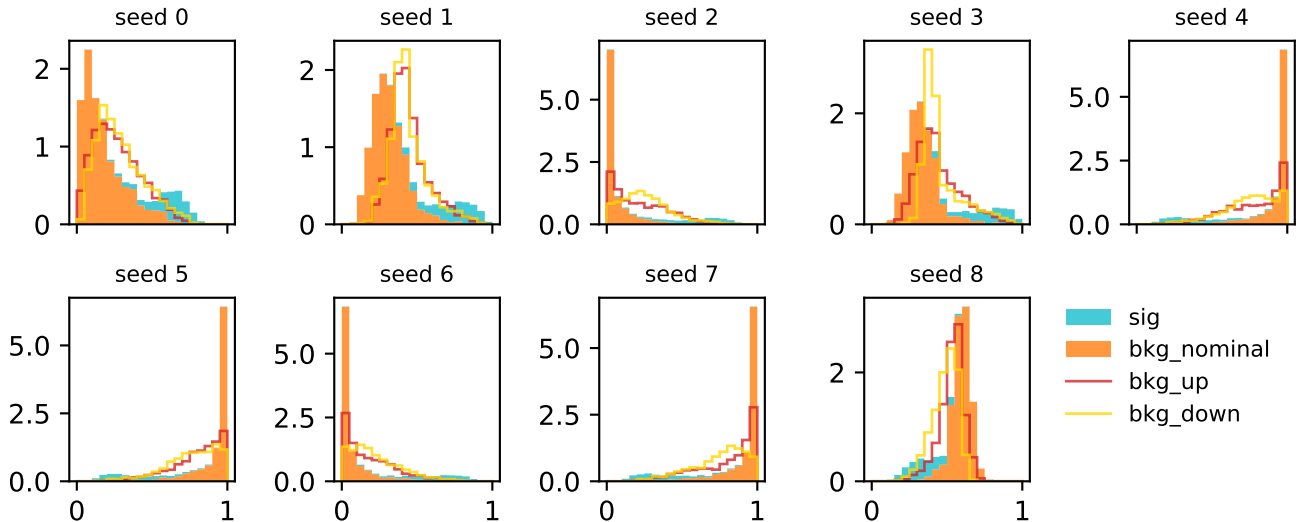 seed 0
seed 1
seed 2
seed 3
seed 4
2
1
0
2
1
0
5.0
2.5
0.0
2
0
5.0
2.5
0.0
seed 5
seed 6
seed 7
seed 8
5.0
2.5
0.0
5.0
2.5
0.0
5.0
2.5
0.0
2
0
0 1
0 1
0 1
0 1
sig
bkg_nominal
bkg_up
bkg_down